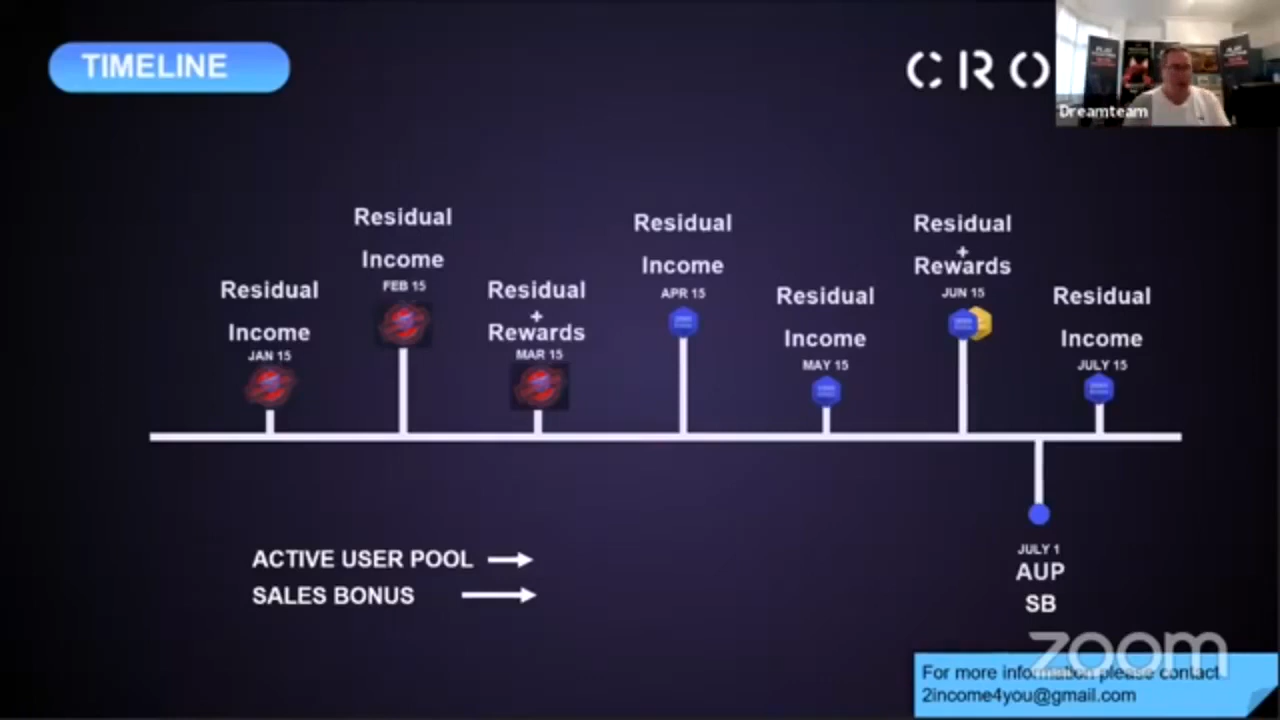 TIMELINE
CRO
Dreamteam
Residual
Income
JAN 15
Residual
Income
FEB 15
Residual
+
Rewards
MAR 15
Residual
Income
APR 15
Residual
Income
MAY 15
Residual
+
Rewards
JUN 15
Residual
Income
JULY 15
ACTIVE USER POOL
SALES BONUS
JULY 1
AUP
SB
zoom
For more information please contact
2income4you@gmail.com